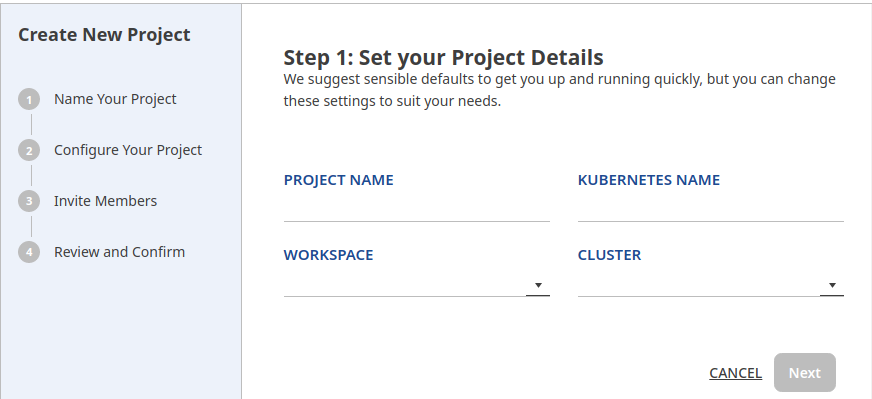 Create New Project
1 Name Your Project
2 Configure Your Project
3 Invite Members
4 Review and Confirm
Step 1: Set your Project Details
We suggest sensible defaults to get you up and running quickly, but you can change
these settings to suit your needs.
PROJECT NAME
KUBERNETES NAME
WORKSPACE
CLUSTER
CANCEL
Next